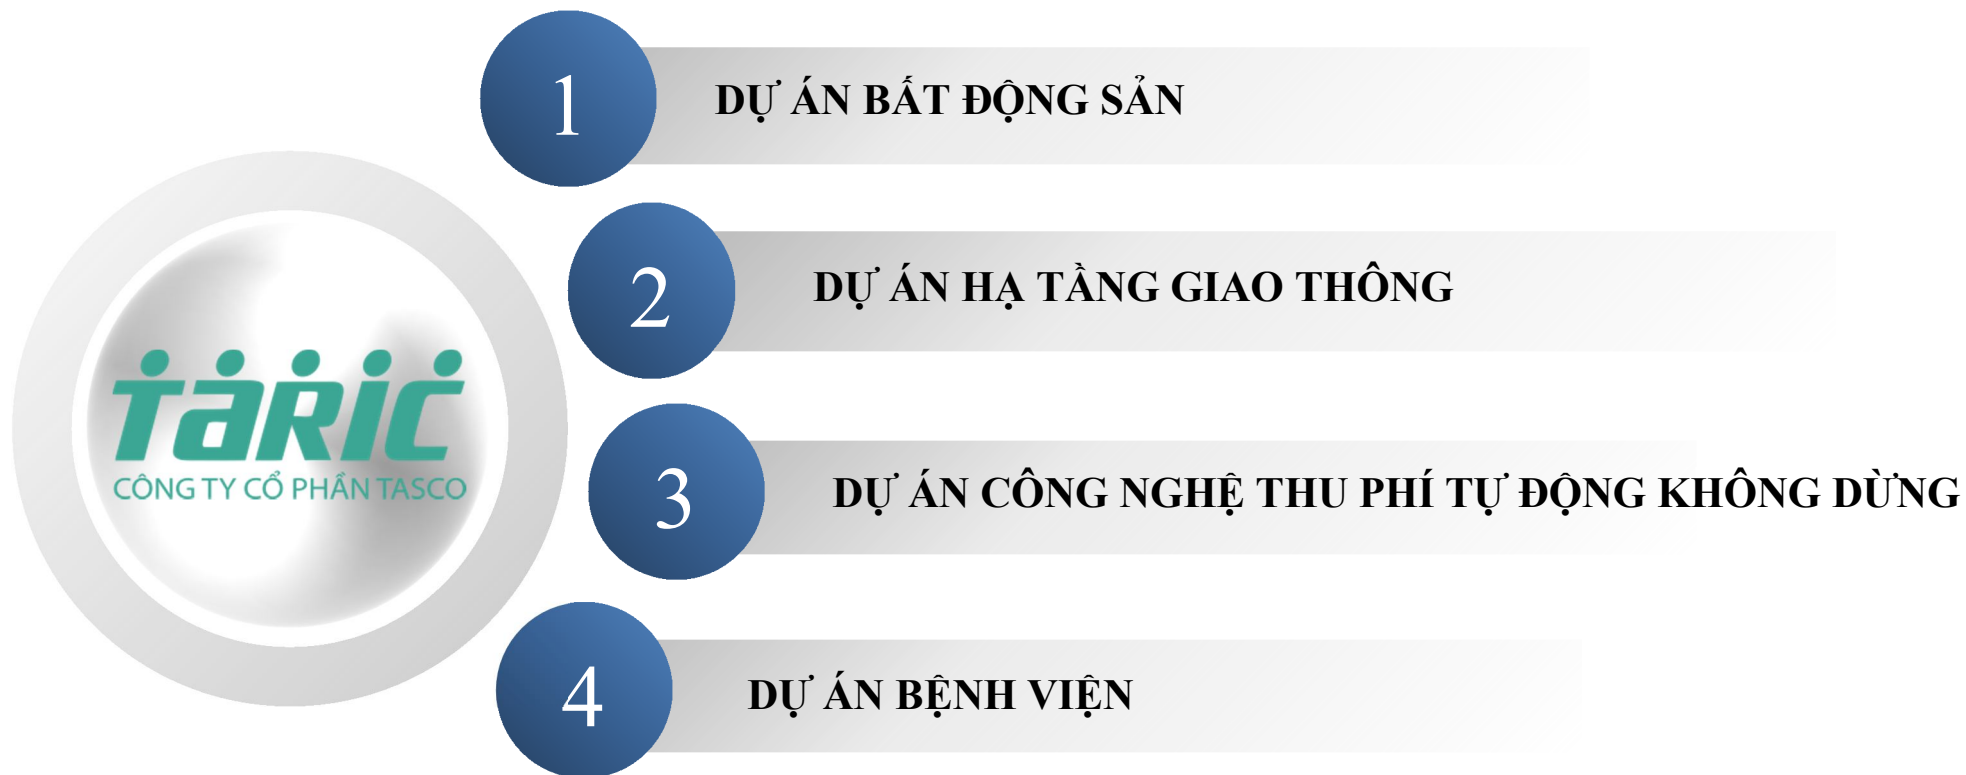 1
DỰ ÁN BẤT ĐỘNG SẢN
2
DỰ ÁN HẠ TẦNG GIAO THÔNG
TARIC
CÔNG TY CỔ PHẦN TASCO
3
DỰ ÁN CÔNG NGHỆ THU PHÍ TỰ ĐỘNG KHÔNG DỪNG
4
DỰ ÁN BỆNH VIỆN